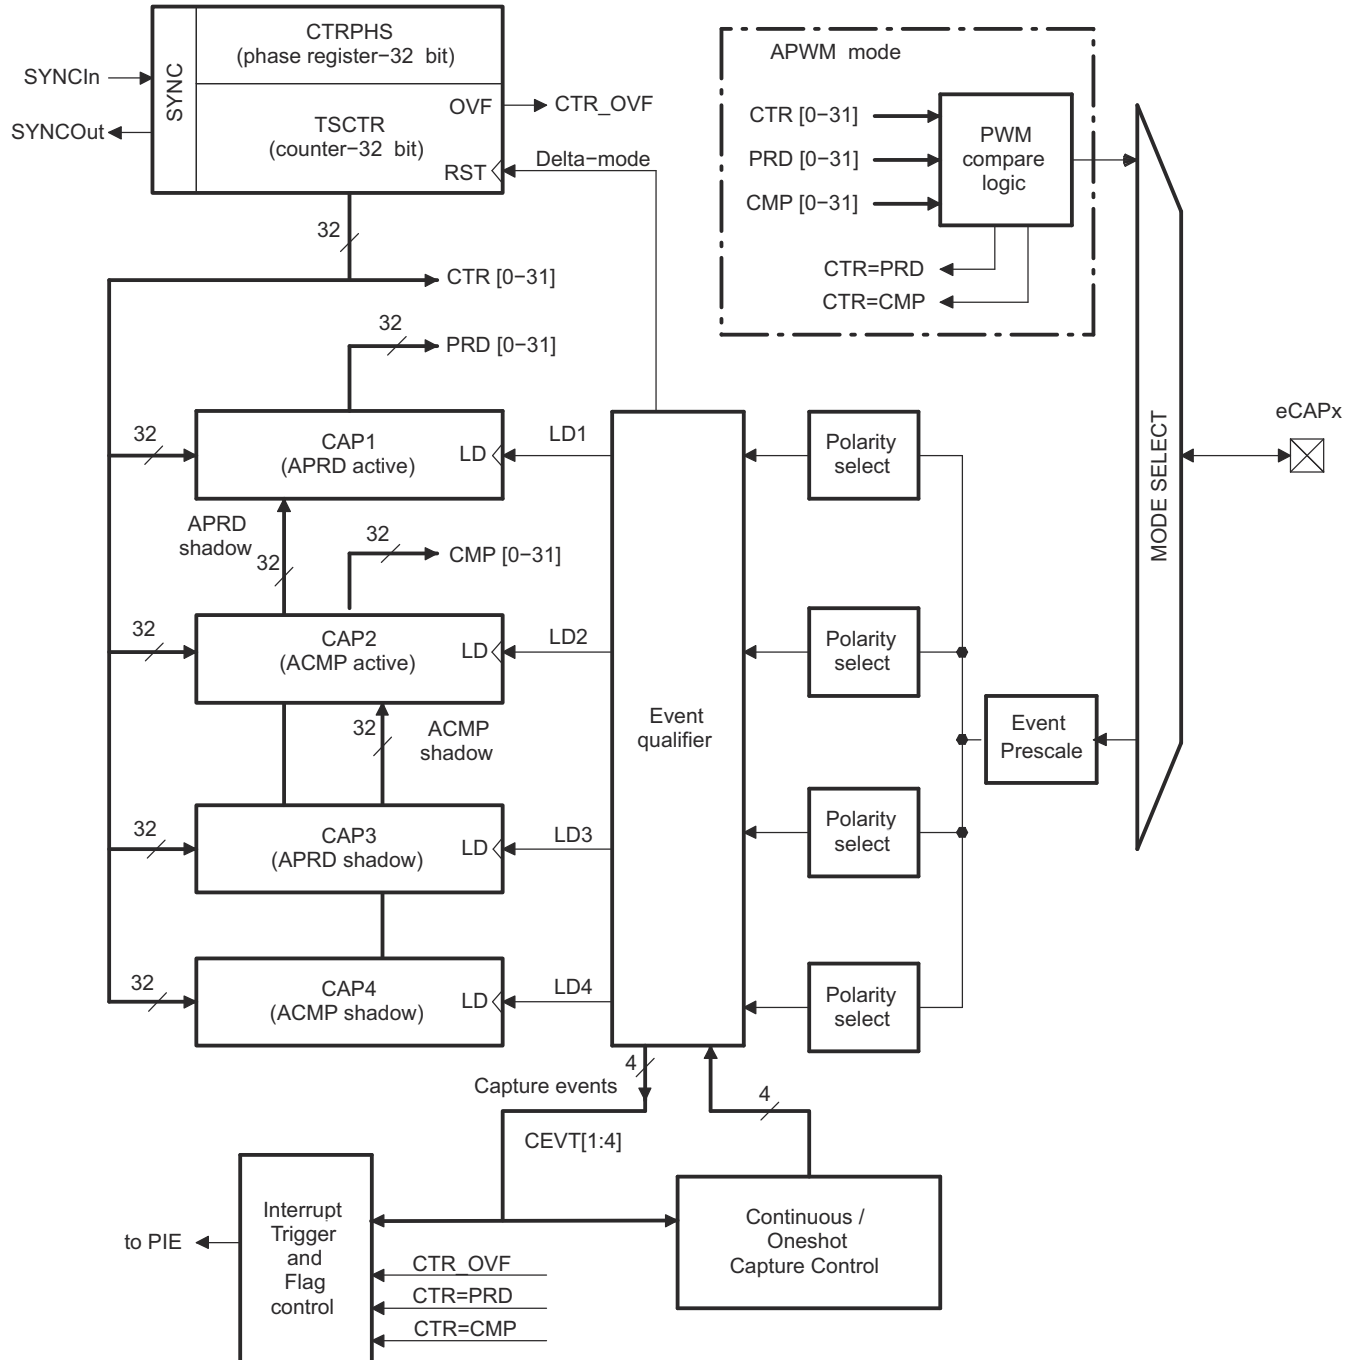 CTRPHS
(phase register−32 bit)
SYNC
SYNCIn
SYNCOut
OVF
CTR_OVF
TSCTR
(counter−32 bit)
RST
Delta−mode
32
CTR [0−31]
32
PRD [0−31]
APWM mode
CTR [0−31]
PRD [0−31]
CMP [0−31]
PWM
compare
logic
CTR=PRD
CTR=CMP
MODE SELECT
eCAPx
32
CAP1
(APRD active)
LD
LD1
Polarity
select
APRD
shadow
32
32
CMP [0−31]
32
CAP2
(ACMP active)
LD
LD2
Polarity
select
Event
qualifier
32
ACMP
shadow
Event
Prescale
32
CAP3
(APRD shadow)
LD
LD3
Polarity
select
32
CAP4
(ACMP shadow)
LD
LD4
Polarity
select
4
Capture events
CEVT[1:4]
4
Interrupt
Trigger
and
Flag
control
to PIE
CTR_OVF
CTR=PRD
CTR=CMP
Continuous /
Oneshot
Capture Control